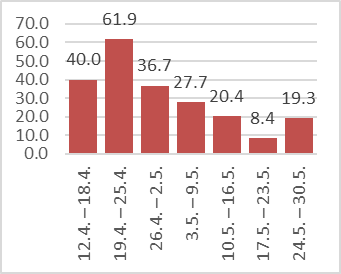 70.0
60.0
50.0
40.0
30.0
20.0
10.0
0.0
40.0
61.9
36.7
27.7
20.4
8.4
19.3
12.4. – 18.4.
19.4. – 25.4.
26.4. – 2.5.
3.5. – 9.5.
10.5. – 16.5.
17.5. – 23.5.
24.5. – 30.5.